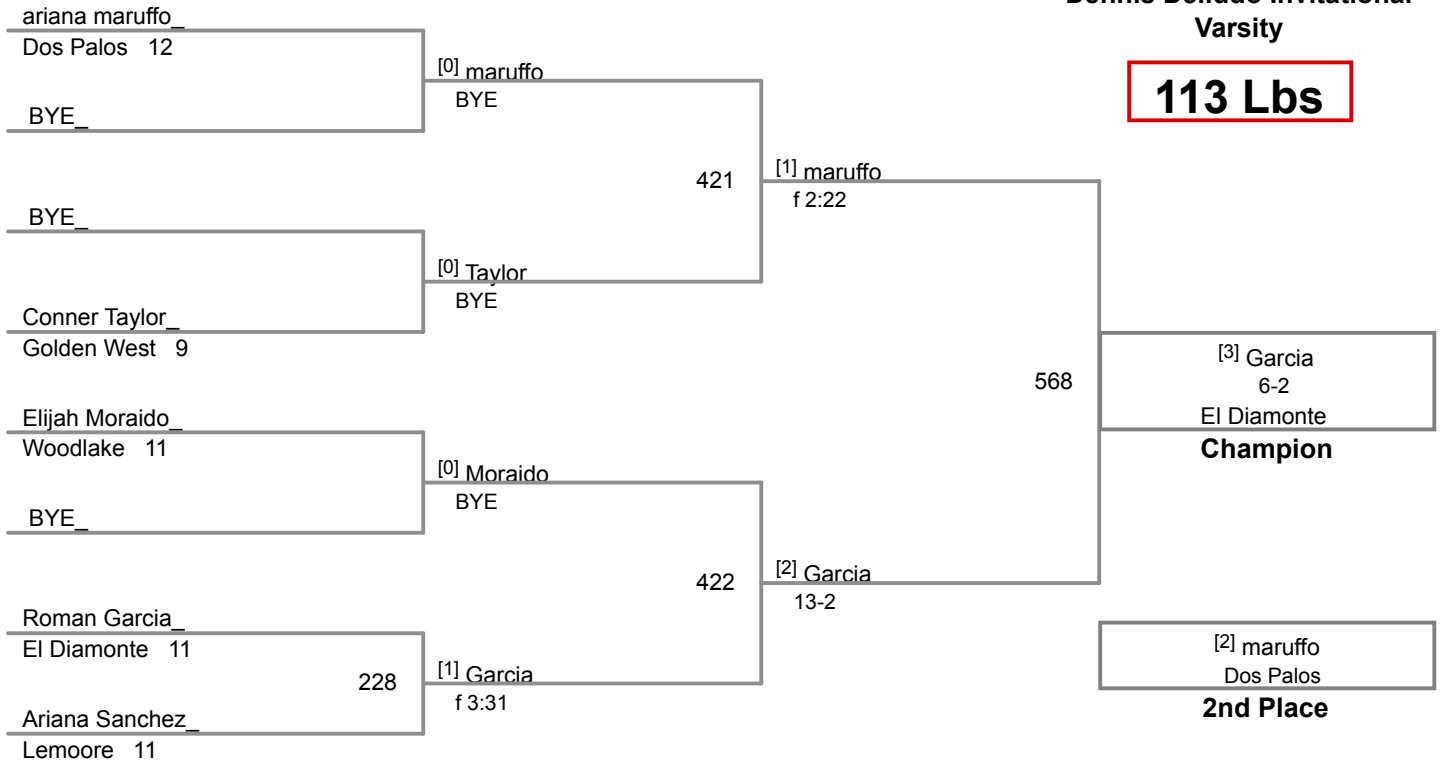 Varsity
113 Lbs
ariana maruffo_
Dos Palos 12
BYE_
[0] maruffo
BYE
BYE_
Conner Taylor_
Golden West 9
[0] Taylor
BYE
421
[1] maruffo
f 2:22
Elijah Moraido_
Woodlake 11
BYE_
[0] Moraido
BYE
Roman Garcia_
El Diamonte 11
228
Ariana Sanchez_
Lemoore 11
[1] Garcia
f 3:31
422
[2] Garcia
13-2
568
[3] Garcia
6-2
El Diamonte
Champion
[2] maruffo
Dos Palos
2nd Place